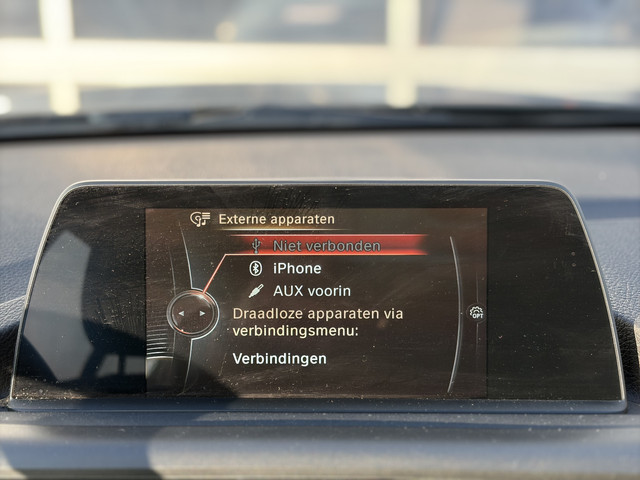 Externe apparaten
Niet verbonden
iPhone
AUX voorin
Draadloze apparaten via
verbindingsmenu:
OPT
Verbindingen